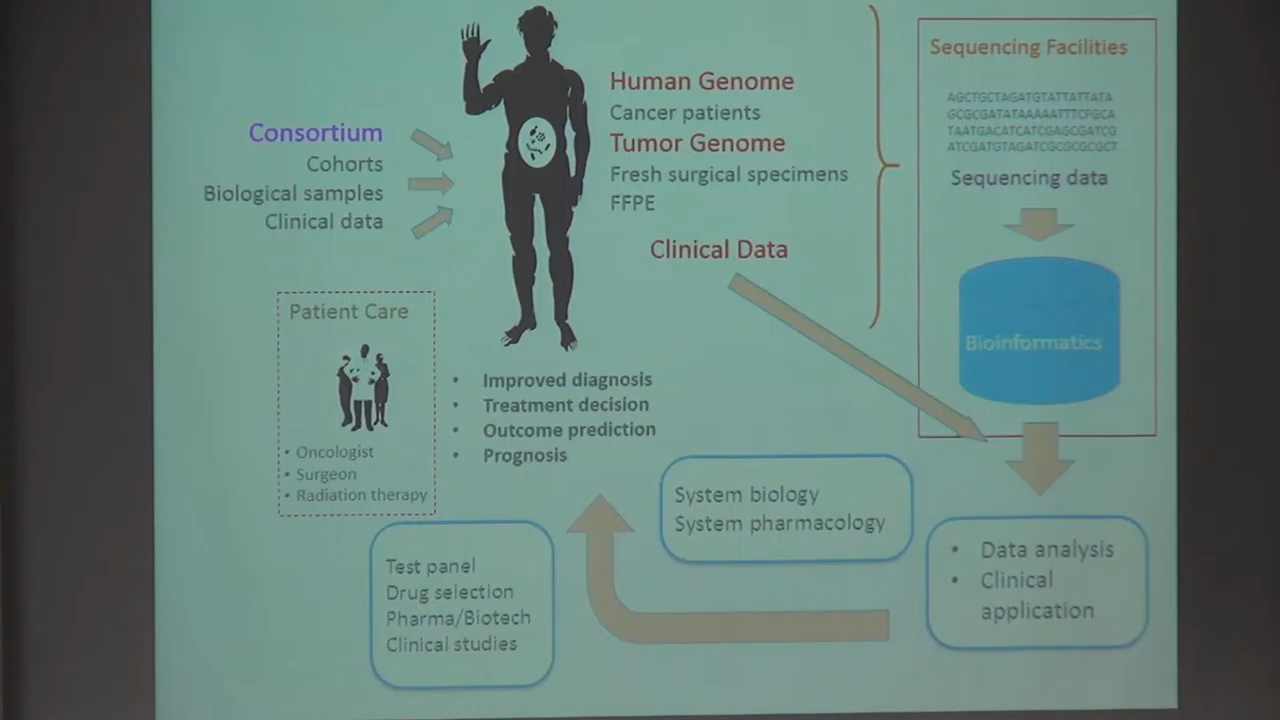 Consortium
Cohorts
Biological samples
Clinical data
Human Genome
Cancer patients
Tumor Genome
Fresh surgical specimens
FFPE
Clinical Data
Sequencing Facilities
AGCTGCTAGATGTATTATTATA
GCGCGATATAAAAATTTCFGCA
TAATGACATCATCGAGCGATCG
ATCGATGTAGATCGCGCGCGCT
Sequencing data
Bioinformatics
Patient Care
• Oncologist
• Surgeon
• Radiation therapy
• Improved diagnosis
• Treatment decision
• Outcome prediction
• Prognosis
System biology
System pharmacology
• Data analysis
• Clinical
application
Test panel
Drug selection
Pharma/Biotech
Clinical studies